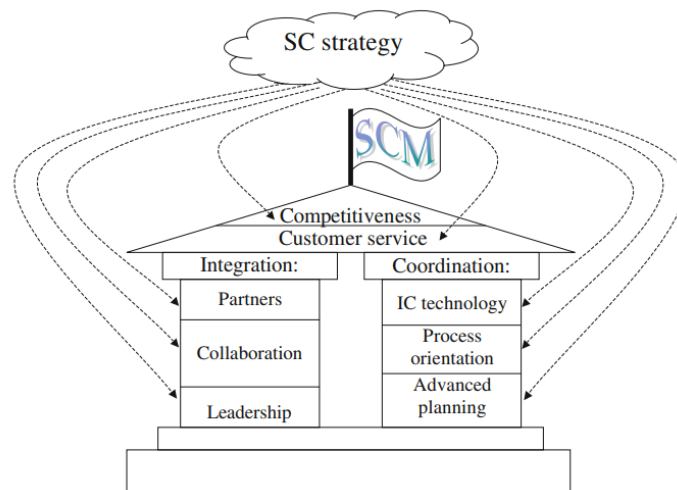 SC strategy
SCM
Competitiveness
Customer service
Integration:
Coordination:
Partners
IC technology
Collaboration
Process
orientation
Leadership
Advanced
planning